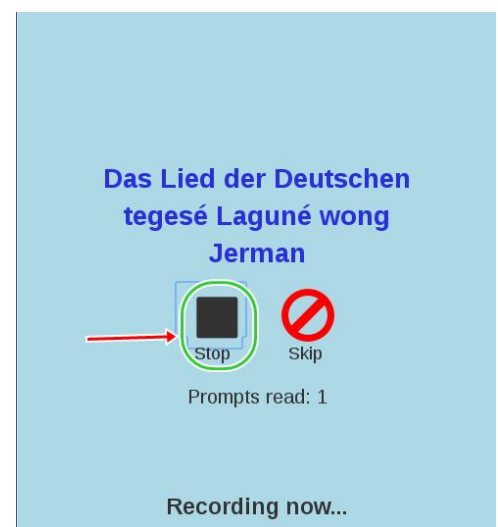 Das Lied der Deutschen
tegesé Laguné wong
Jerman
Stop Skip
Prompts read: 1
Recording now...